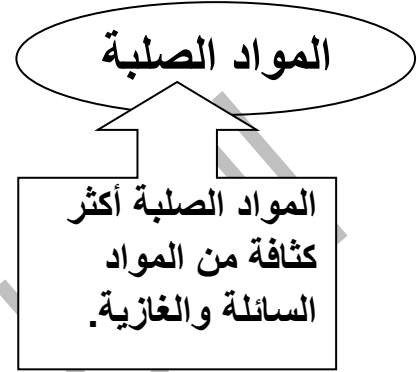 المواد الصلبة
المواد الصلبة أكثر
كثافة من المواد
السائلة والغازية.